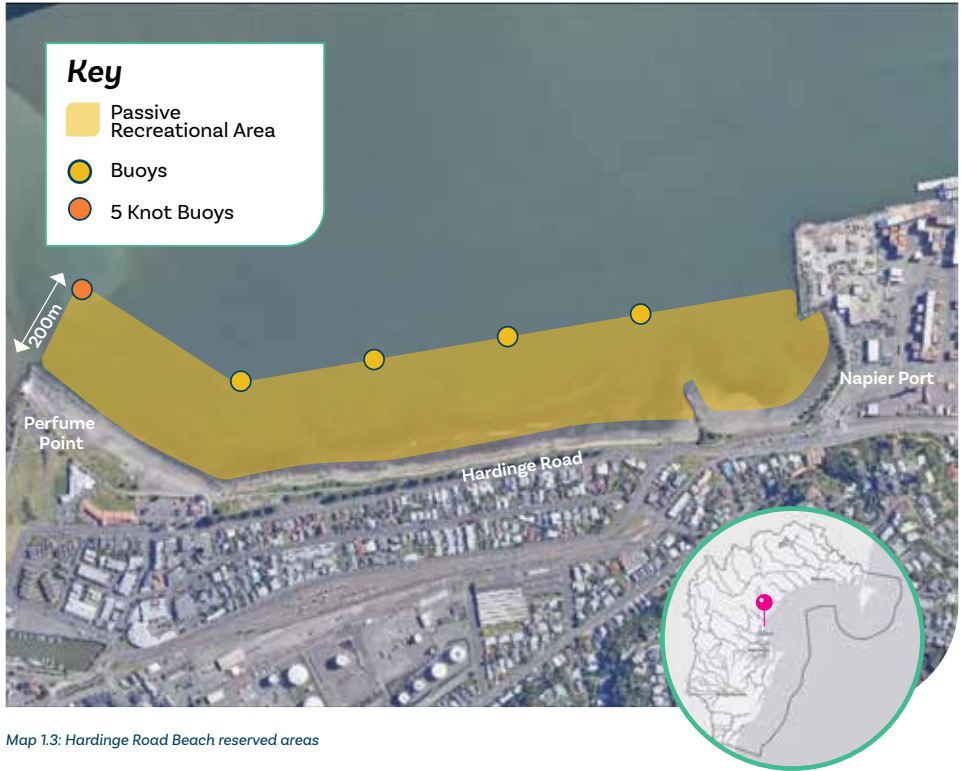 Key
Passive
Recreational Area
Buoys
5 Knot Buoys
200m
Perfume
Point
Napier Port
Hardinge Road
Map 1.3: Hardinge Road Beach reserved areas